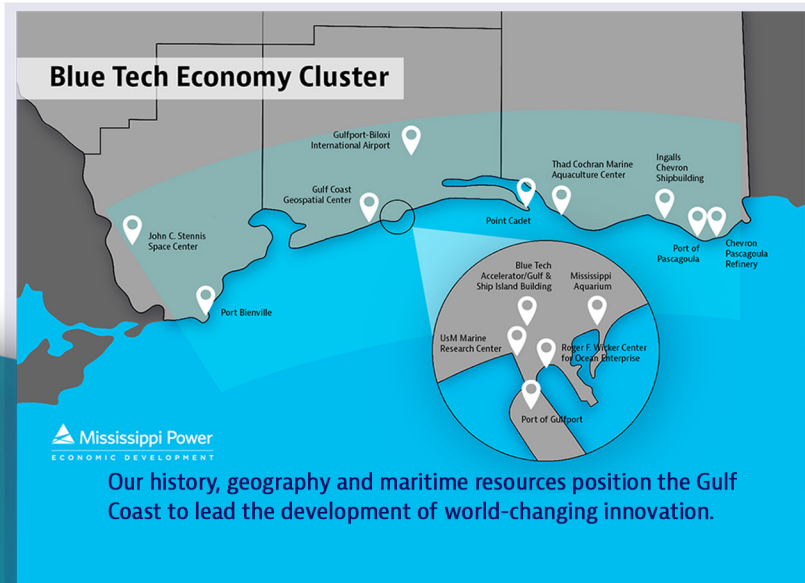 Blue Tech Economy Cluster
Gulfport-Biloxi
International Airport
Gulf Coast
Geospatial Center
John C. Stennis
Space Center
Port Bienville
Point Cadet
Thad Cochran Marine
Aquaculture Center
Ingalls
Chevron
Shipbuilding
Port of
Pascagoula
Chevron
Pascagoula
Refinery
Blue Tech
Accelerator/Gulf &
Ship Island Building
Mississippi
Aquarium
UsM Marine
Research Center
Roger F. Wicker Center
for Ocean Enterprise
Port of Gulfport
Mississippi Power
ECONOMIC DEVELOPMENT
Our history, geography and maritime resources position the Gulf
Coast to lead the development of world-changing innovation.